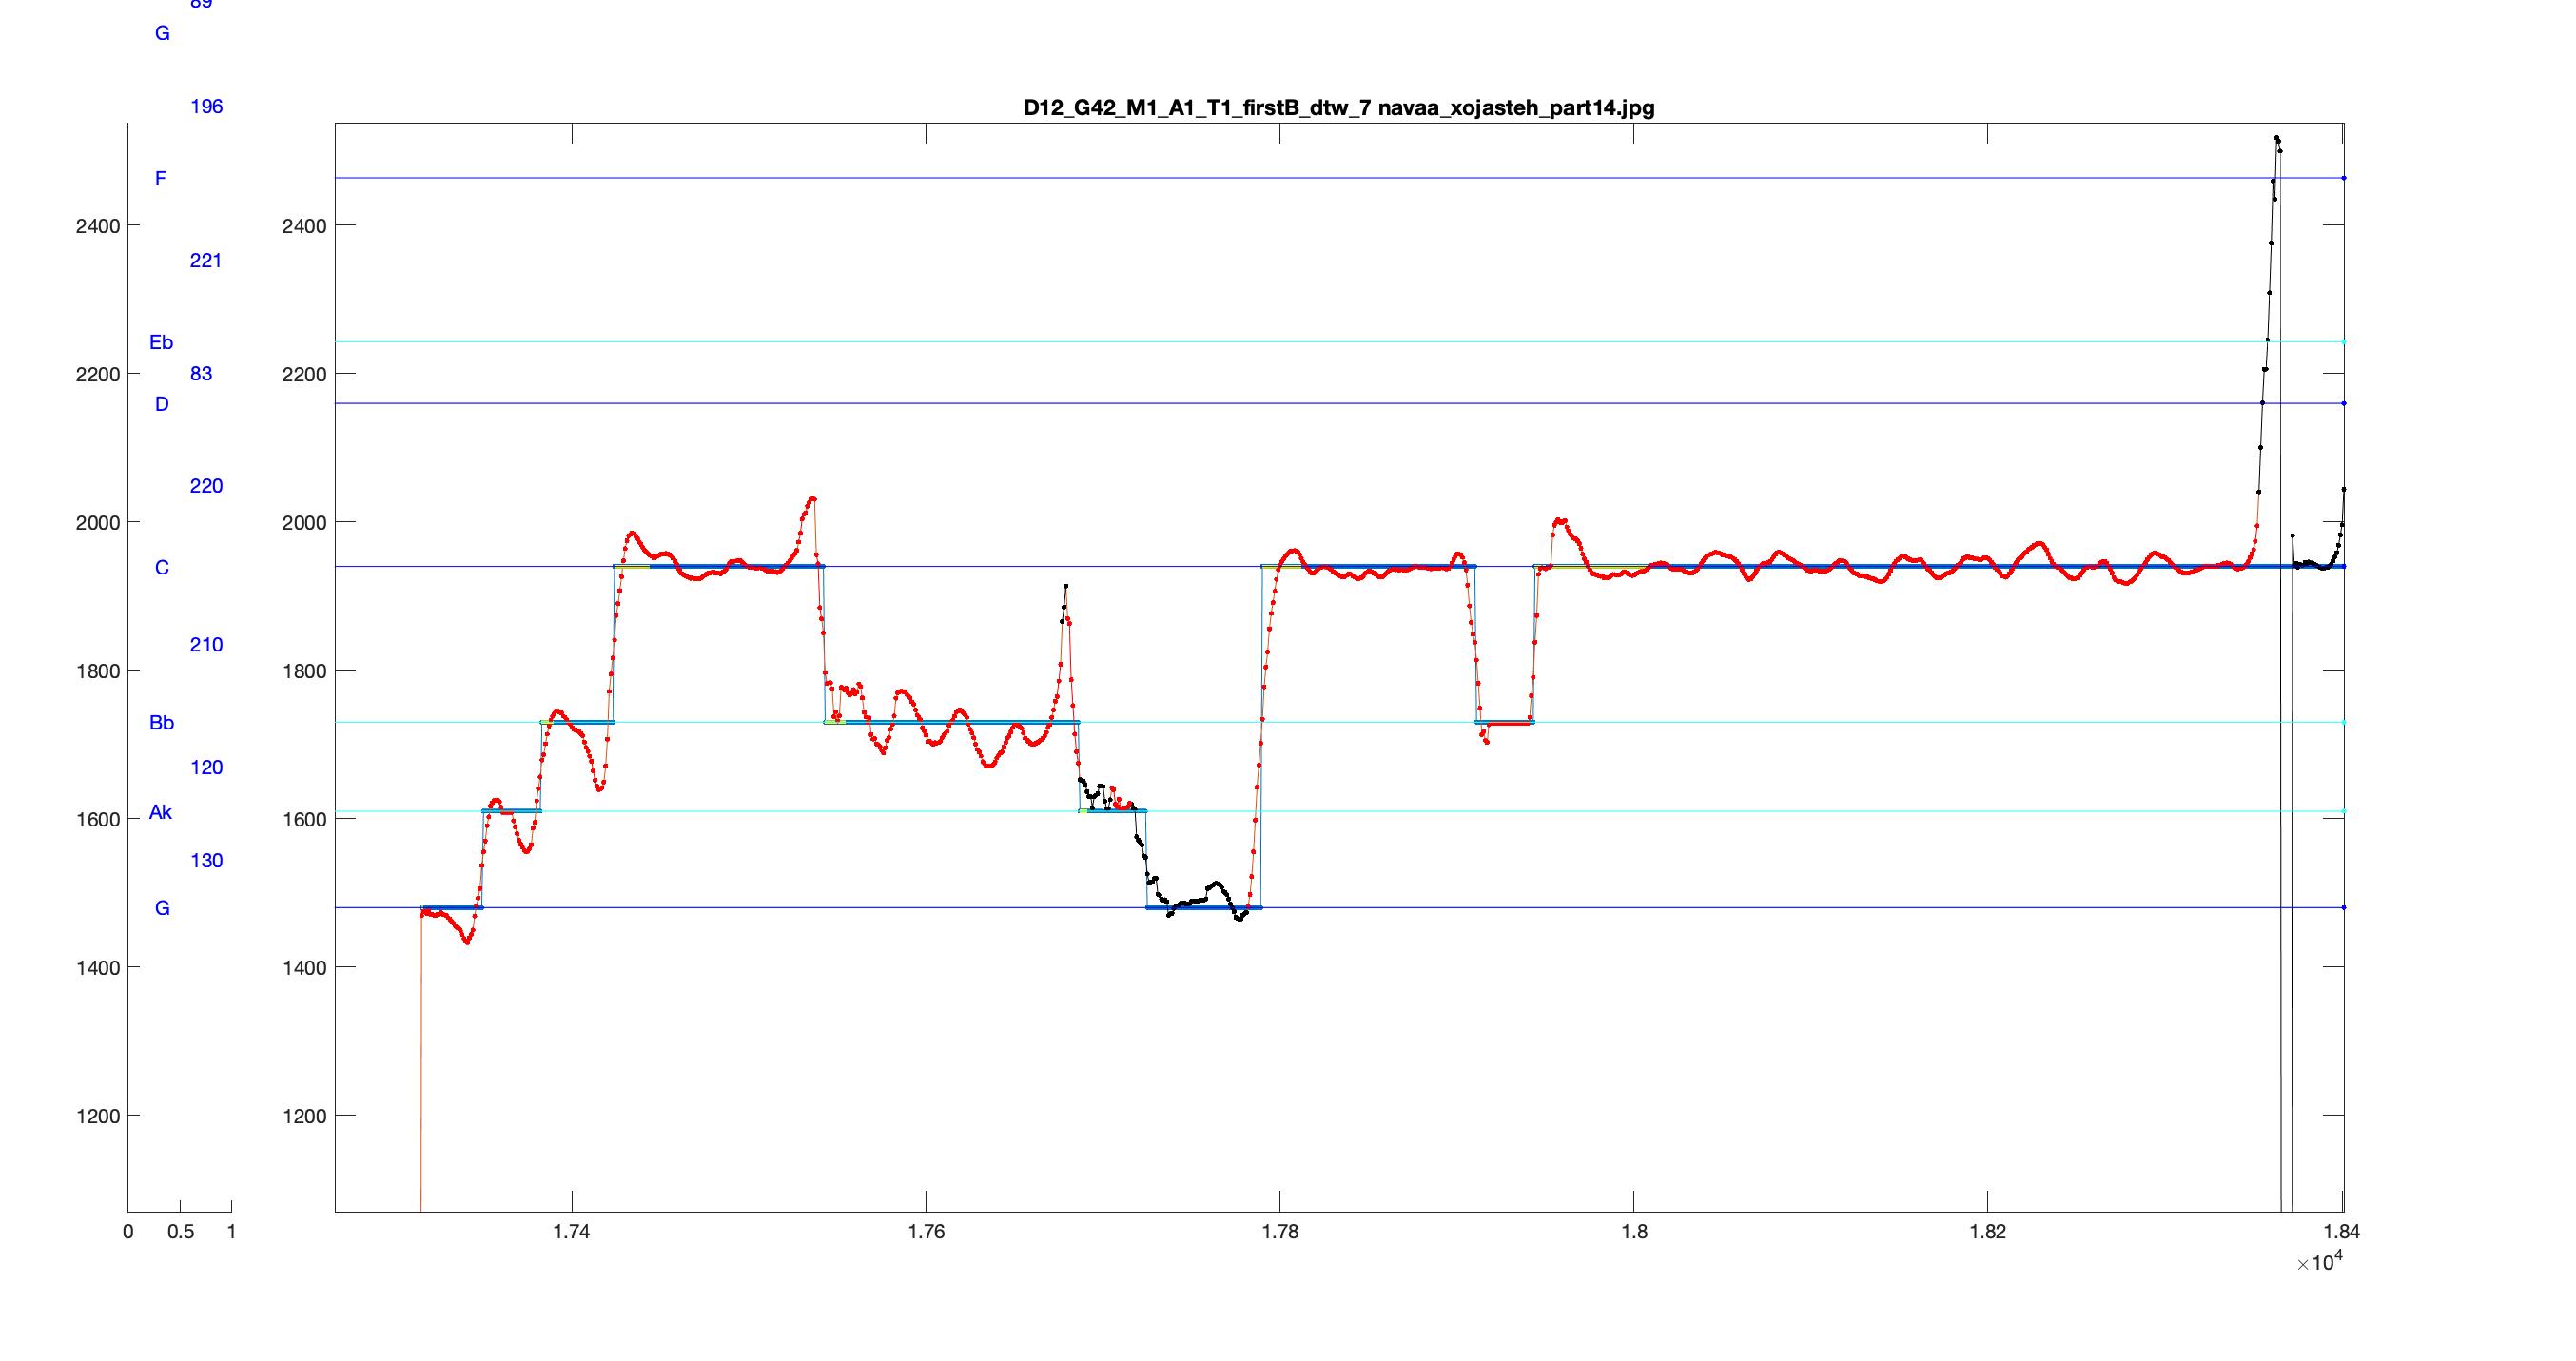 89
G
196
D12_G42_M1_A1_T1_firstB_dtw_7 navaa_xojasteh_part14.jpg
F
2400 2400
221
Eb
2200 83 2200
D
220
2000 2000
C
210
1800 1800
Bb
120
1600 Ak 1600
130
G
1400 1400
1200 1200
0 0.5 1 1.74 1.76 1.78 1.8 1.82 1.84
×10^4